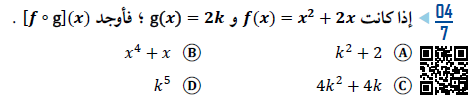 04/7 ◄ إذا كانت f(x) = x² + 2x و g(x) = 2k ؛ فأوجد [f ∘ g](x) .
A k² + 2
B x⁴ + x
C 4k² + 4k
D k⁵